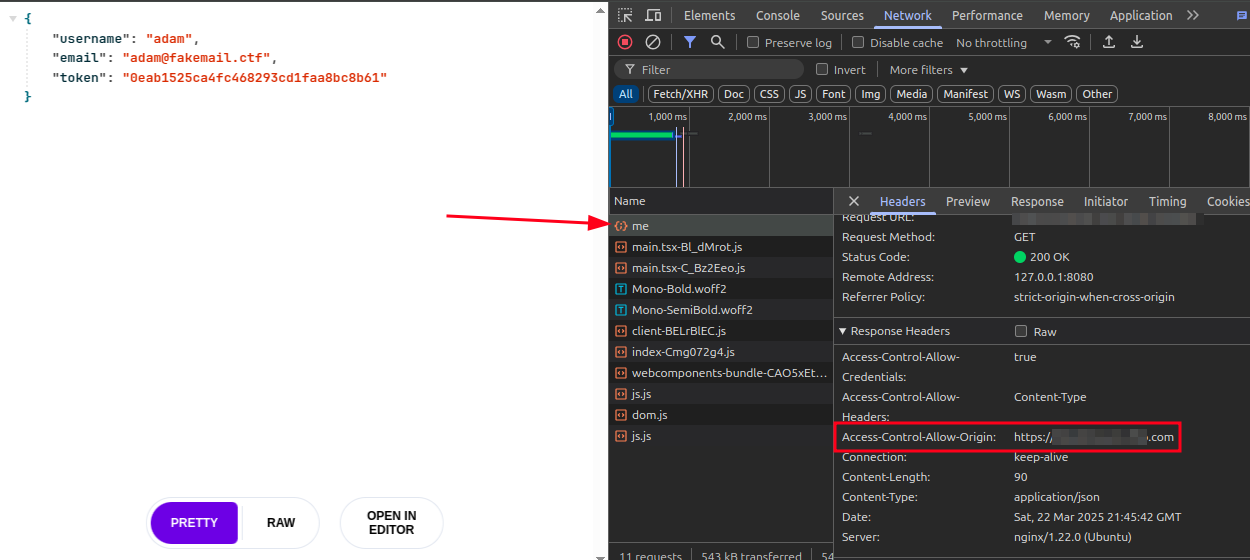 {
"username": "adam",
"email": "adam@fakemail.ctf",
"token": "0eab1525ca4fc468293cd1faa8bc8b61"
}
PRETTY
RAW
OPEN IN
EDITOR
Elements Console Sources Network Performance Memory Application
Preserve log Disable cache No throttling
Filter Invert More filters
All Fetch/XHR Doc CSS JS Font Img Media Manifest WS Wasm Other
1,000 ms 2,000 ms 3,000 ms 4,000 ms 5,000 ms 6,000 ms 7,000 ms 8,000 ms
Name
me
main.tsx-Bl_dMrot.js
main.tsx-C_Bz2Eeo.js
Mono-Bold.woff2
Mono-SemiBold.woff2
client-BELrBlEC.js
index-Cmg072g4.js
webcomponents-bundle-CAO5xEt...
js.js
dom.js
js.js
11 requests 543 kB transferred 54
Headers Preview Response Initiator Timing Cookies
Request URL:
Request Method: GET
Status Code: 200 OK
Remote Address: 127.0.0.1:8080
Referrer Policy: strict-origin-when-cross-origin
Response Headers Raw
Access-Control-Allow- true
Credentials:
Access-Control-Allow- Content-Type
Headers:
Access-Control-Allow-Origin: https:/ .com
Connection: keep-alive
Content-Length: 90
Content-Type: application/json
Date: Sat, 22 Mar 2025 21:45:42 GMT
Server: nginx/1.22.0 (Ubuntu)